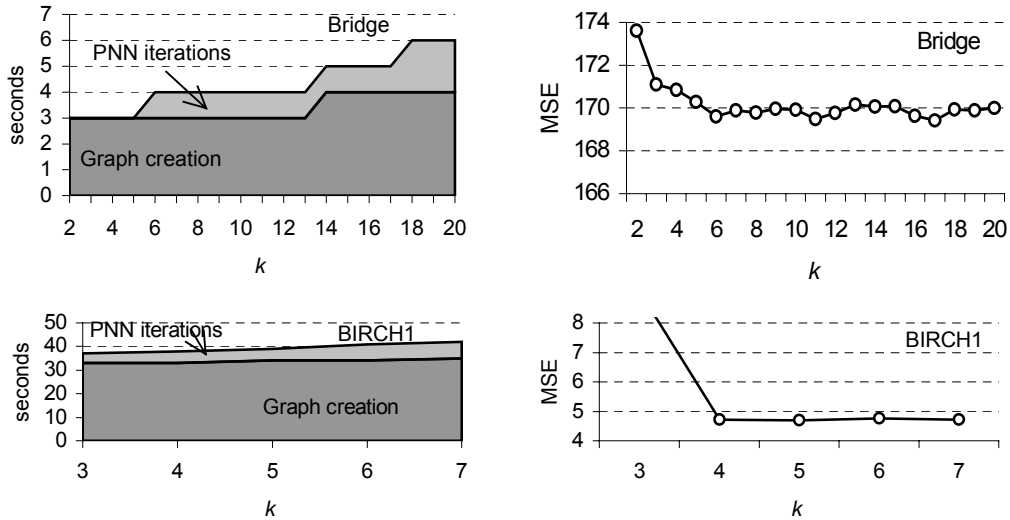 7
6
5
4
3
2
1
0
seconds
Bridge
PNN iterations
Graph creation
2 4 6 8 10 12 14 16 18 20
k
174
172
170
168
166
MSE
Bridge
2 4 6 8 10 12 14 16 18 20
k
50
40
30
20
10
0
seconds
PNN iterations
BIRCH1
Graph creation
3 4 5 6 7
k
8
7
6
5
4
MSE
BIRCH1
3 4 5 6 7
k